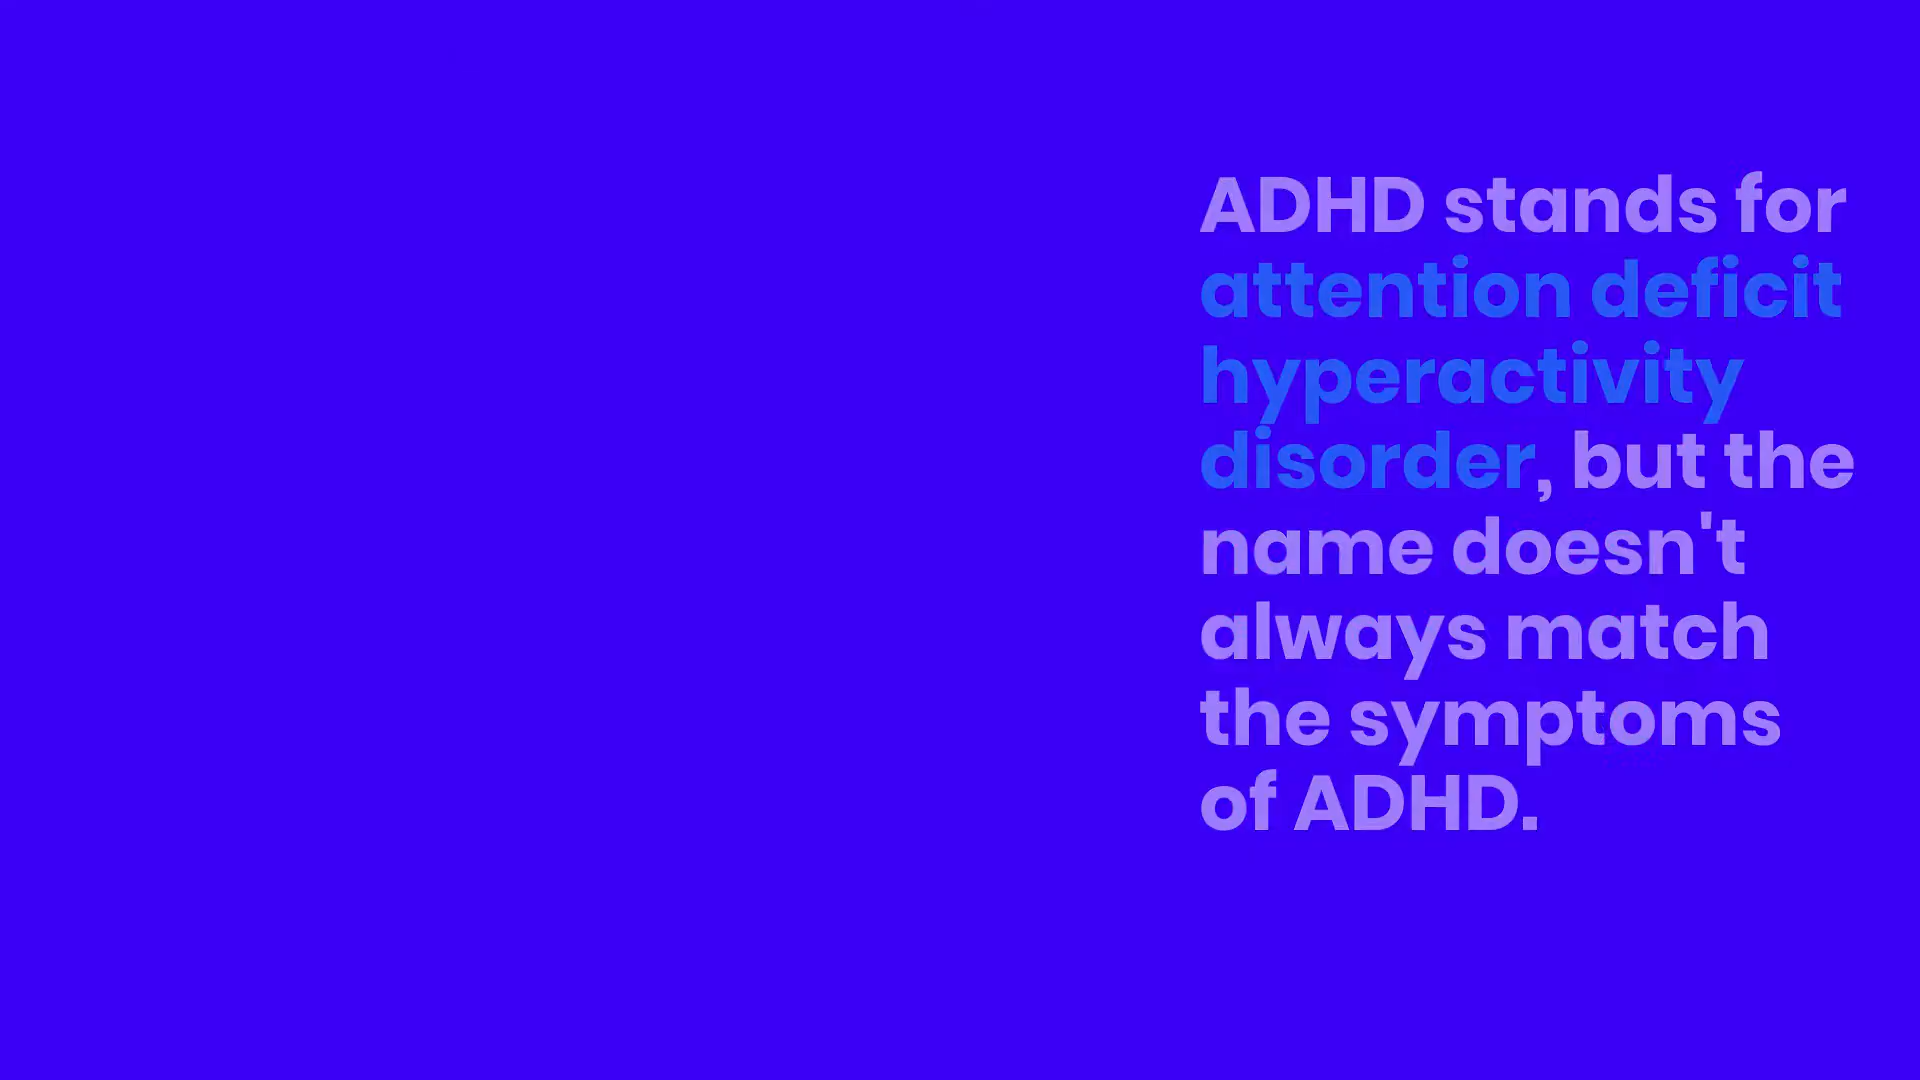 ADHD stands for
attention deficit
hyperactivity
disorder, but the
name doesn't
always match
the symptoms
of ADHD.